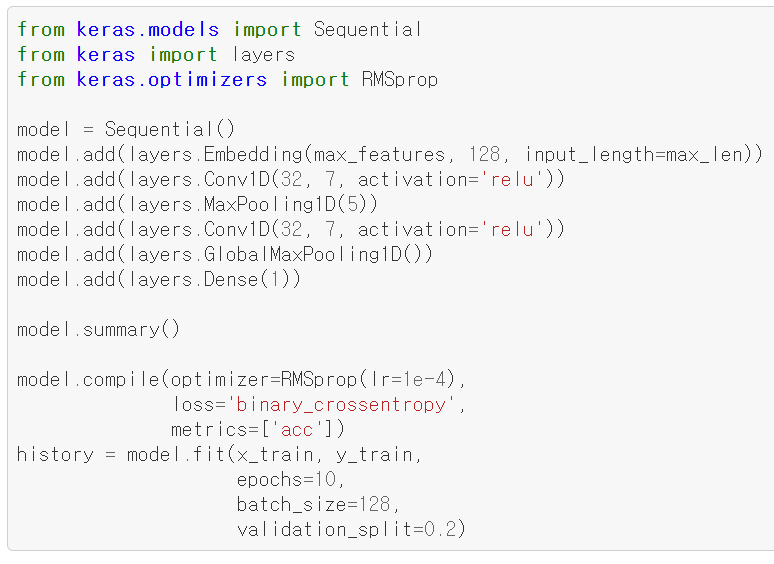 from keras.models import Sequential
from keras import layers
from keras.optimizers import RMSprop

model = Sequential()
model.add(layers.Embedding(max_features, 128, input_length=max_len))
model.add(layers.Conv1D(32, 7, activation='relu'))
model.add(layers.MaxPooling1D(5))
model.add(layers.Conv1D(32, 7, activation='relu'))
model.add(layers.GlobalMaxPooling1D())
model.add(layers.Dense(1))

model.summary()

model.compile(optimizer=RMSprop(lr=1e-4),
              loss='binary_crossentropy',
              metrics=['acc'])
history = model.fit(x_train, y_train,
                    epochs=10,
                    batch_size=128,
                    validation_split=0.2)